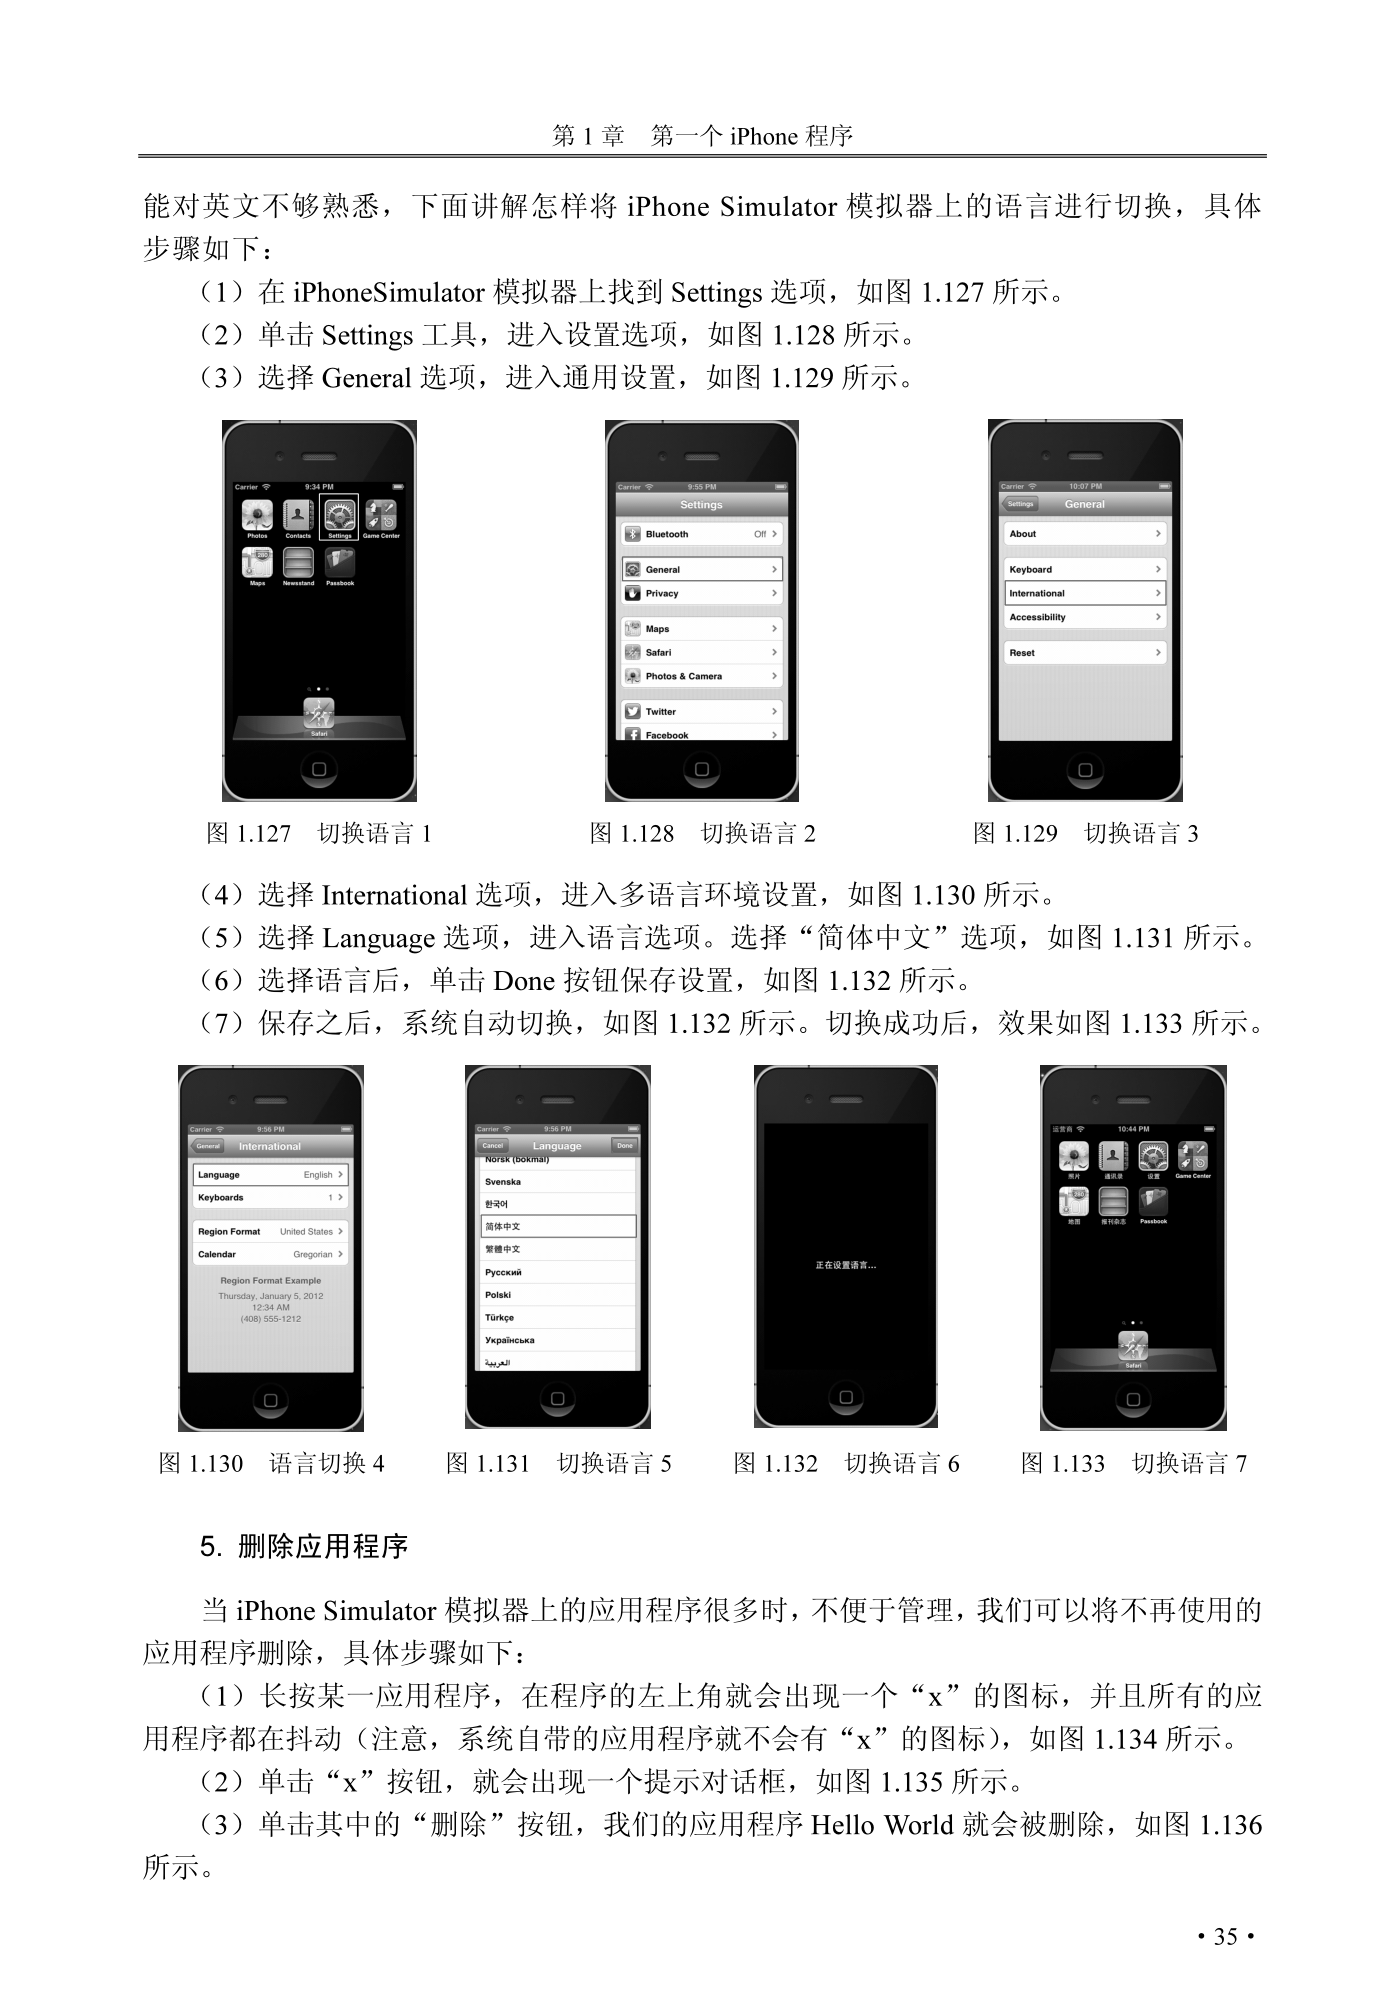 第 1 章　第一个 iPhone 程序
能对英文不够熟悉，下面讲解怎样将 iPhone Simulator 模拟器上的语言进行切换，具体
步骤如下：
（1）在 iPhoneSimulator 模拟器上找到 Settings 选项，如图 1.127 所示。
（2）单击 Settings 工具，进入设置选项，如图 1.128 所示。
（3）选择 General 选项，进入通用设置，如图 1.129 所示。
Carrier 9:34 PM
Photos Contacts Settings Game Center
Maps Newsstand Passbook
Safari
Carrier 9:55 PM
Settings
Bluetooth Off
General
Privacy
Maps
Safari
Photos & Camera
Twitter
Facebook
Carrier 10:07 PM
Settings General
About
Keyboard
International
Accessibility
Reset
图 1.127　切换语言 1
图 1.128　切换语言 2
图 1.129　切换语言 3
（4）选择 International 选项，进入多语言环境设置，如图 1.130 所示。
（5）选择 Language 选项，进入语言选项。选择“简体中文”选项，如图 1.131 所示。
（6）选择语言后，单击 Done 按钮保存设置，如图 1.132 所示。
（7）保存之后，系统自动切换，如图 1.132 所示。切换成功后，效果如图 1.133 所示。
Carrier 9:56 PM
General International
Language English
Keyboards 1
Region Format United States
Calendar Gregorian
Region Format Example
Thursday, January 5, 2012
12:34 AM
(408) 555-1212
Carrier 9:56 PM
Cancel Language Done
Norsk (bokmål)
Svenska
한국어
简体中文
繁體中文
Русский
Polski
Türkçe
Українська
العربية
正在设置语言...
运营商 10:44 PM
照片 通讯录 设置 Game Center
地图 报刊杂志 Passbook
Safari
图 1.130　语言切换 4
图 1.131　切换语言 5
图 1.132　切换语言 6
图 1.133　切换语言 7
5. 删除应用程序
当 iPhone Simulator 模拟器上的应用程序很多时，不便于管理，我们可以将不再使用的
应用程序删除，具体步骤如下：
（1）长按某一应用程序，在程序的左上角就会出现一个“x”的图标，并且所有的应
用程序都在抖动（注意，系统自带的应用程序就不会有“x”的图标），如图 1.134 所示。
（2）单击“x”按钮，就会出现一个提示对话框，如图 1.135 所示。
（3）单击其中的“删除”按钮，我们的应用程序 Hello World 就会被删除，如图 1.136
所示。
• 35 •